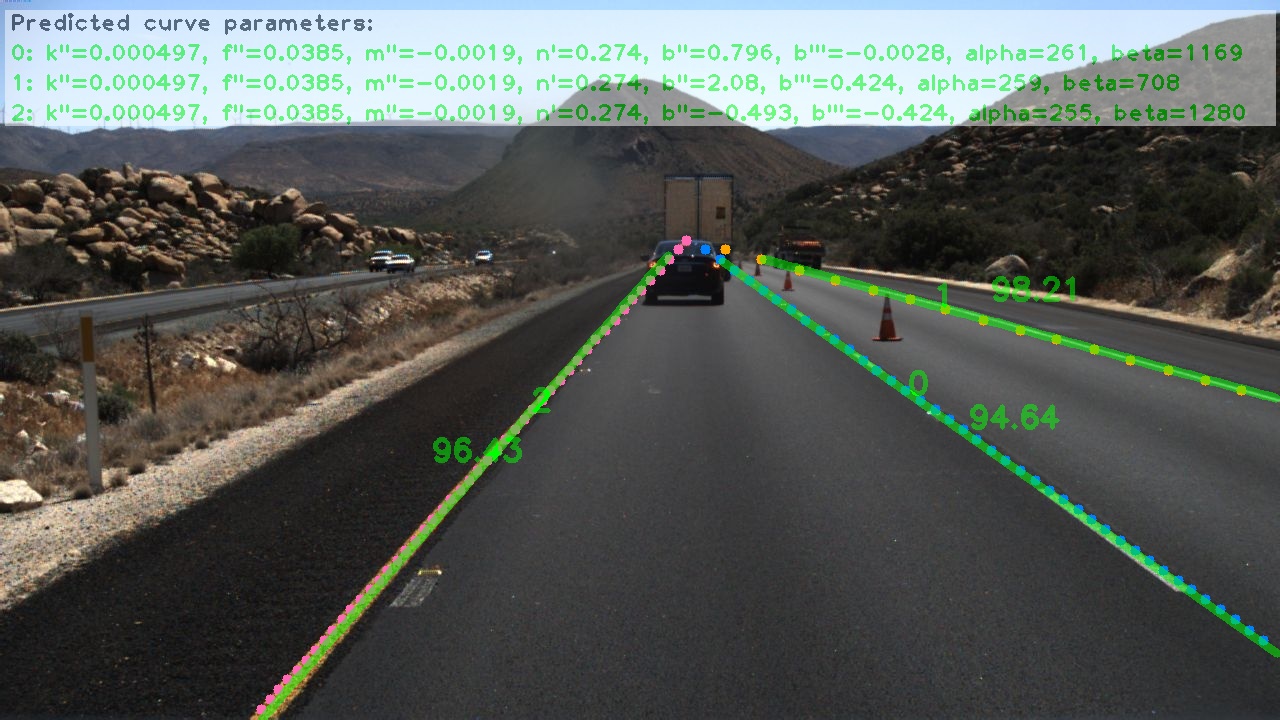 Predicted curve parameters:
0: k''=0.000497, f''=0.0385, m''=-0.0019, n'=0.274, b''=0.796, b'''=-0.0028, alpha=261, beta=1169
1: k''=0.000497, f''=0.0385, m''=-0.0019, n'=0.274, b''=2.08, b'''=0.424, alpha=259, beta=708
2: k''=0.000497, f''=0.0385, m''=-0.0019, n'=0.274, b''=-0.493, b'''=-0.424, alpha=255, beta=1280
1 98.21
0
2
94.64
96.43